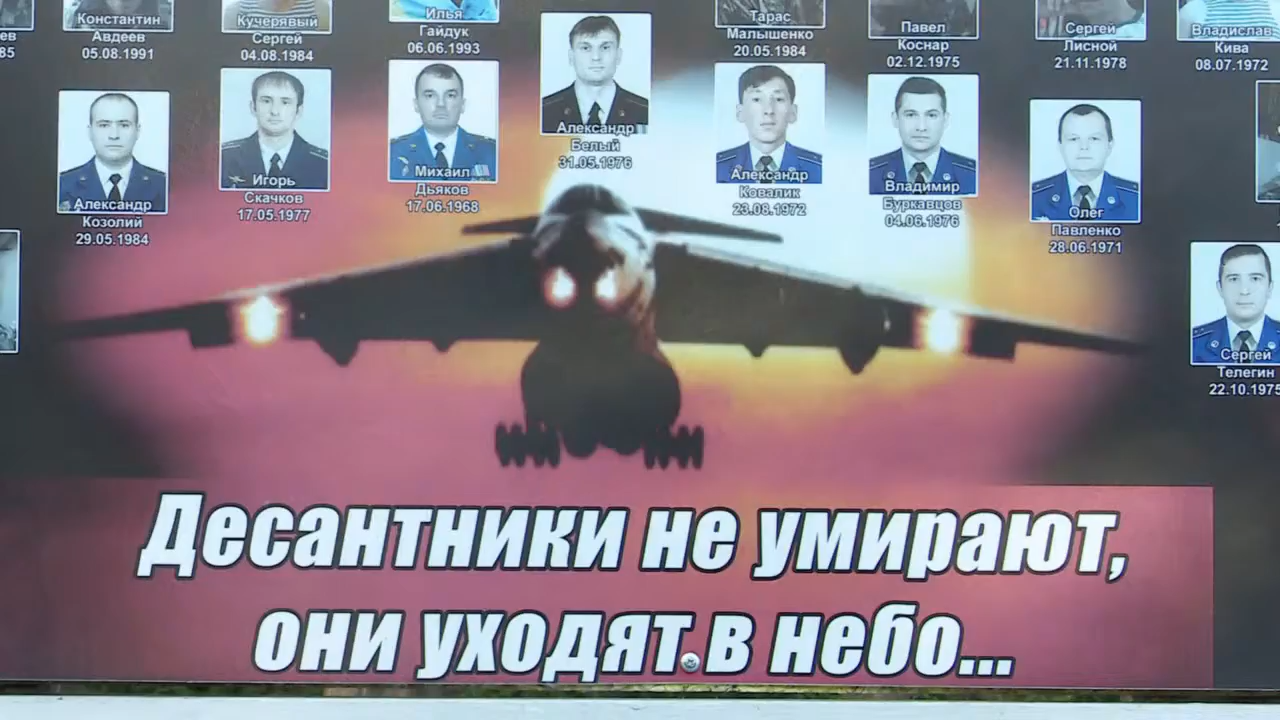 Константин
Авдеев
05.08.1991
Кучерявый
Сергей
04.08.1984
Илья
Гайдук
06.06.1993
Тарас
Малышенко
20.05.1984
Павел
Коснар
02.12.1975
Сергей
Лисной
21.11.1978
Владислав
Кива
08.07.1972
Александр
Козолий
29.05.1984
Игорь
Скачков
17.05.1977
Михаил
Дьяков
17.06.1968
Александр
Белый
31.05.1976
Александр
Ковалик
23.08.1972
Владимир
Буркавцов
04.06.1976
Олег
Павленко
28.06.1971
Сергей
Телегин
22.10.1975
Десантники не умирают,
они уходят в небо...